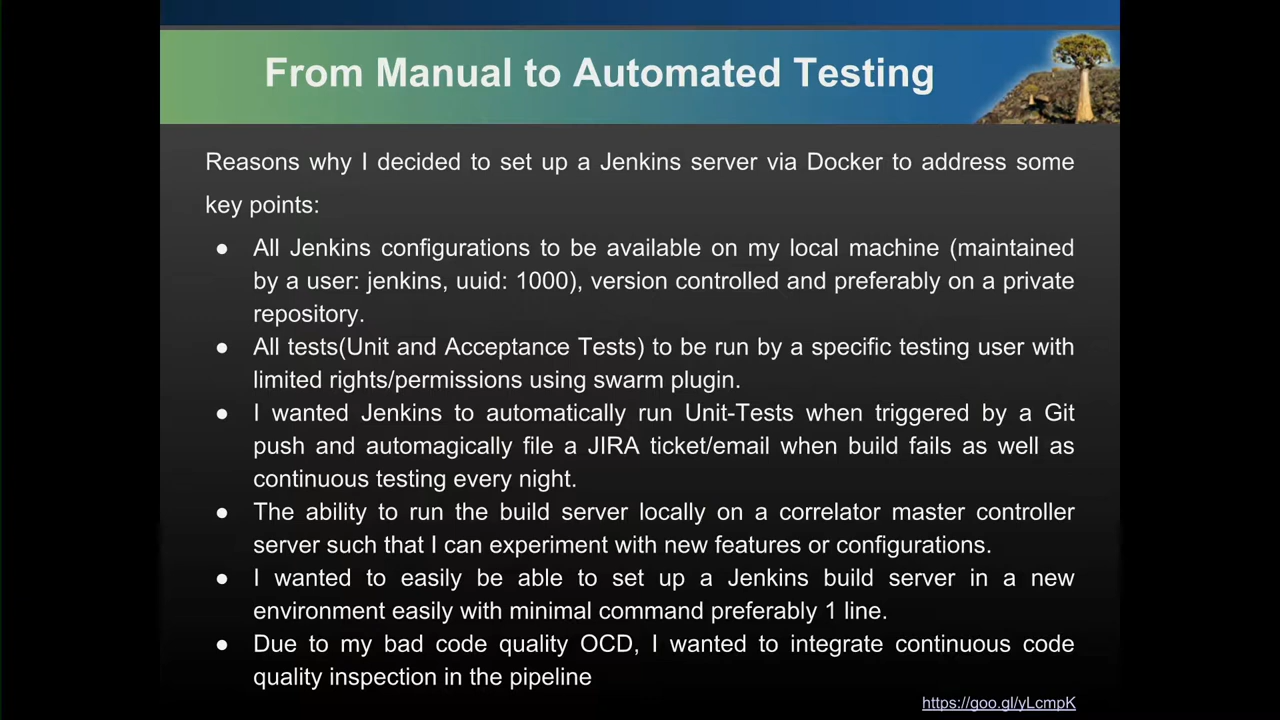 From Manual to Automated Testing
Reasons why I decided to set up a Jenkins server via Docker to address some
key points:
● All Jenkins configurations to be available on my local machine (maintained
by a user: jenkins, uuid: 1000), version controlled and preferably on a private
repository.
● All tests(Unit and Acceptance Tests) to be run by a specific testing user with
limited rights/permissions using swarm plugin.
● I wanted Jenkins to automatically run Unit-Tests when triggered by a Git
push and automagically file a JIRA ticket/email when build fails as well as
continuous testing every night.
● The ability to run the build server locally on a correlator master controller
server such that I can experiment with new features or configurations.
● I wanted to easily be able to set up a Jenkins build server in a new
environment easily with minimal command preferably 1 line.
● Due to my bad code quality OCD, I wanted to integrate continuous code
quality inspection in the pipeline
https://goo.gl/yLcmpK